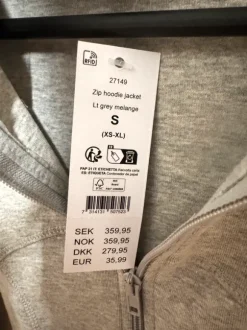 RFID
27149
Zip hoodie jacket
Lt grey melange
S
(XS-XL)
FSC
SEK 359,95
NOK 359,95
DKK 279,95
EUR 35,99